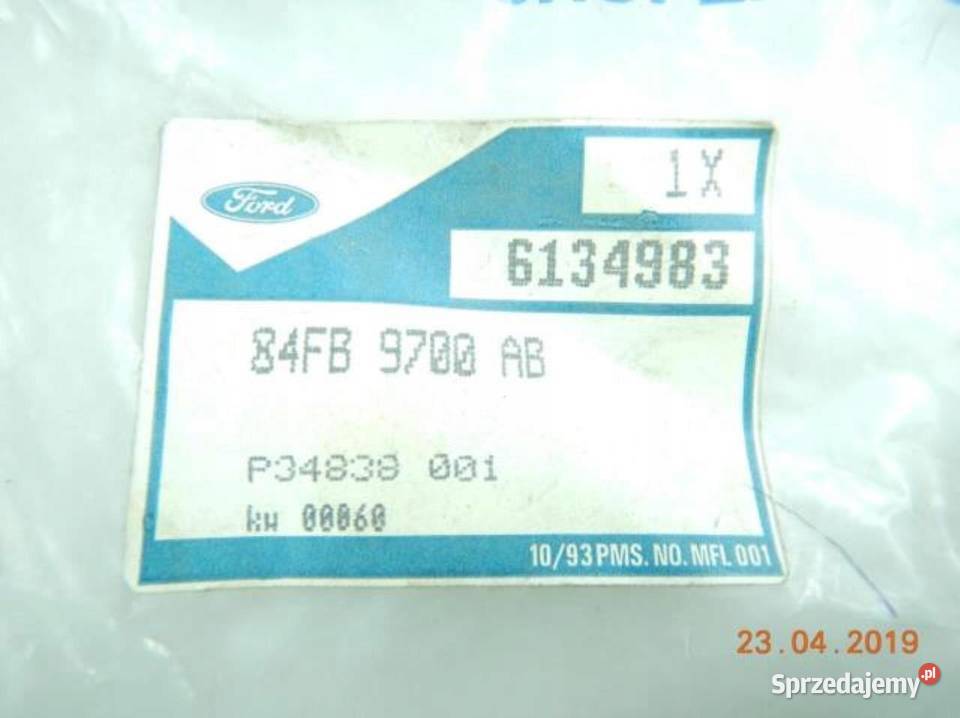 Ford
1X
6134983
84FB 9700 AB
P34838 001
kw 00060
10/93 PMS. NO. MFL 001
23.04.2019
Sprzedajemy.pl